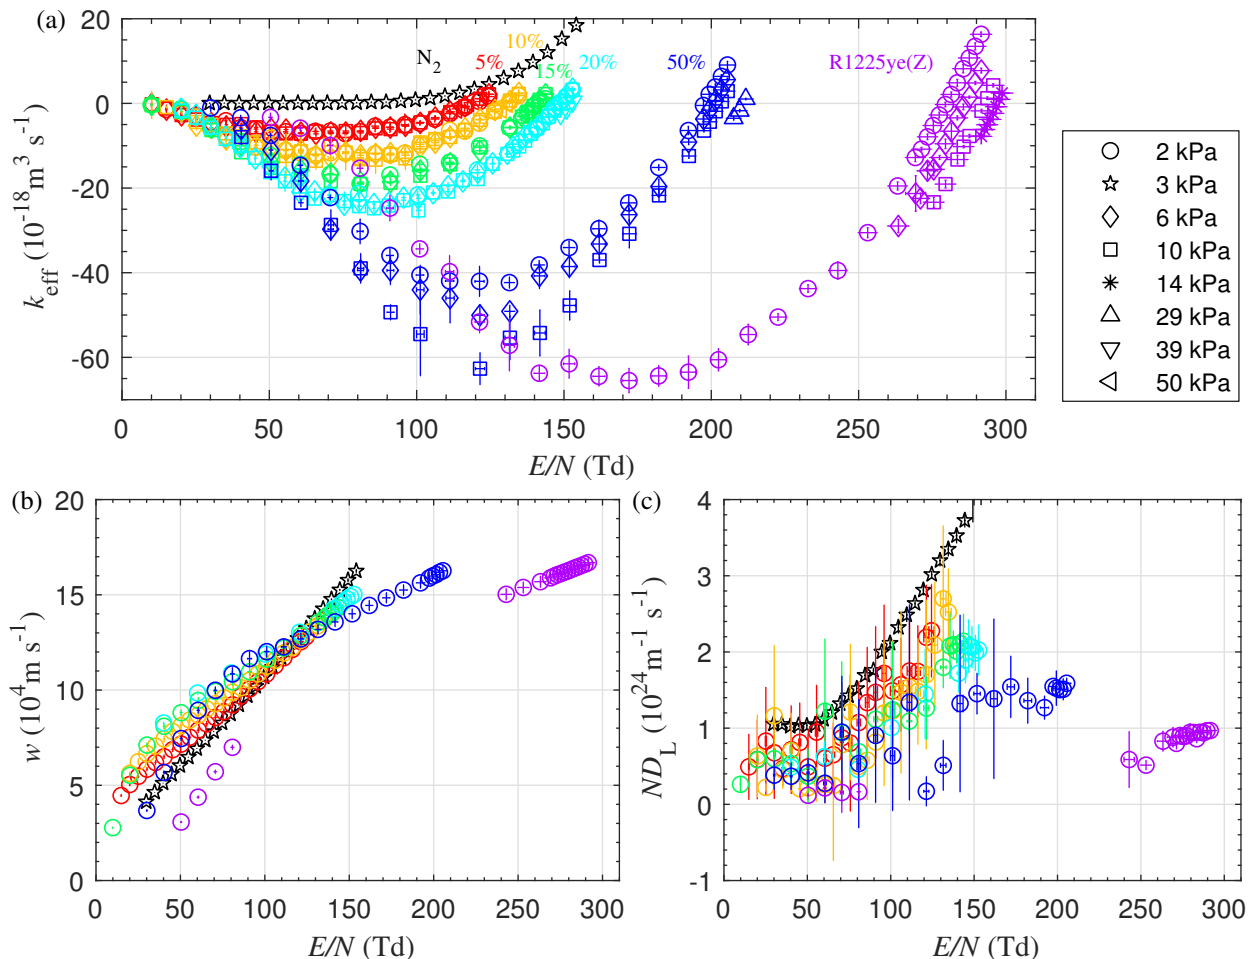 (a)
20
0
-20
-40
-60
k_eff (10^-18 m^3 s^-1)
N2
5%
10%
15%
20%
50%
R1225ye(Z)
0 50 100 150 200 250 300
E/N (Td)
2 kPa
3 kPa
6 kPa
10 kPa
14 kPa
29 kPa
39 kPa
50 kPa
(b)
20
15
10
5
0
w (10^4 m s^-1)
0 50 100 150 200 250 300
E/N (Td)
(c)
4
3
2
1
0
-1
ND_L (10^24 m^-1 s^-1)
0 50 100 150 200 250 300
E/N (Td)